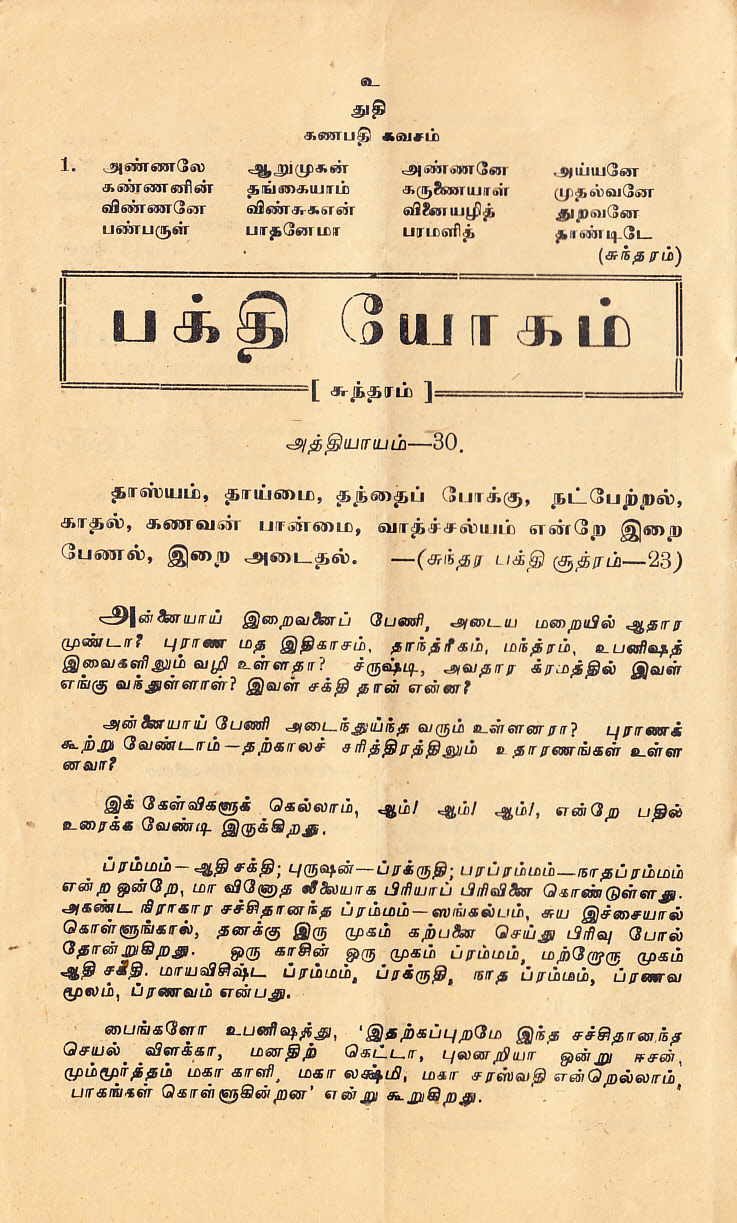 உ
துதி
கணபதி கவசம்
1. அண்ணலே ஆறுமுகன் அண்ணனே அய்யனே
கண்ணனின் தங்கையாம் கருணையாள் முதல்வனே
விண்ணனே விண்சுகஎன் வினையழித் துறவனே
பண்பருள் பாதனேமா பரமளித் தாண்டிடே
(சுந்தரம்)
பக்தி யோகம்
[ சுந்தரம் ]
அத்தியாயம்—30.
தாஸ்யம், தாய்மை, தந்தைப் போக்கு, நட்பேற்றல்,
காதல், கணவன் பான்மை, வாத்ச்சல்யம் என்றே இறை
பேணல், இறை அடைதல். —(சுந்தர பக்தி சூத்ரம்—23)
அன்னையாய் இறைவனைப் பேணி, அடைய மறையில் ஆதார
முண்டா? புராண மத இதிகாசம், தாந்த்ரீகம், மந்த்ரம், உபனிஷத்
இவைகளினும் வழி உள்ளதா? ச்ருஷ்டி, அவதார க்ரமத்தில் இவள்
எங்கு வந்துள்ளாள்? இவள் சக்தி தான் என்ன?
அன்னையாய் பேணி அடைந்துய்ந்த வரும் உள்ளனரா? புராணக்
கூற்று வேண்டாம்—தற்காலச் சரித்திரத்திலும் உதாரணங்கள் உள்ள
னவா?
இக் கேள்விகளுக் கெல்லாம், ஆம்! ஆம்! ஆம்!, என்றே பதில்
உரைக்க வேண்டி இருக்கிறது.
ப்ரம்மம்—ஆதி சக்தி; புருஷன்—ப்ரக்ருதி; பரப்ரம்மம்—நாதப்ரம்மம்
என்ற ஒன்றே, மா வினோத லீலையாக பிரியாப் பிரிவினை கொண்டுள்ளது.
அகண்ட நிராகார சச்சிதானந்த ப்ரம்மம்—ஸங்கல்பம், சுய இச்சையால்
கொள்ளுங்கால், தனக்கு இரு முகம் கற்பனை செய்து பிரிவு போல்
தோன்றுகிறது. ஒரு காசின் ஒரு முகம் ப்ரம்மம், மற்றோரு முகம்
ஆதி சக்தி. மாயவிசிஷ்ட ப்ரம்மம், ப்ரக்ருதி, நாத ப்ரம்மம், ப்ரணவ
மூலம், ப்ரணவம் என்பது.
பைங்களோ உபனிஷத்து, 'இதற்கப்புறமே இந்த சச்சிதானந்த
செயல் விளக்கா, மனதிற் கெட்டா, புலனறியா ஒன்று ஈசன்,
மும்மூர்த்தம் மகா காளி, மகா லக்ஷ்மி, மகா சரஸ்வதி என்றெல்லாம்,
பாகங்கள் கொள்ளுகின்றன' என்று கூறுகிறது.